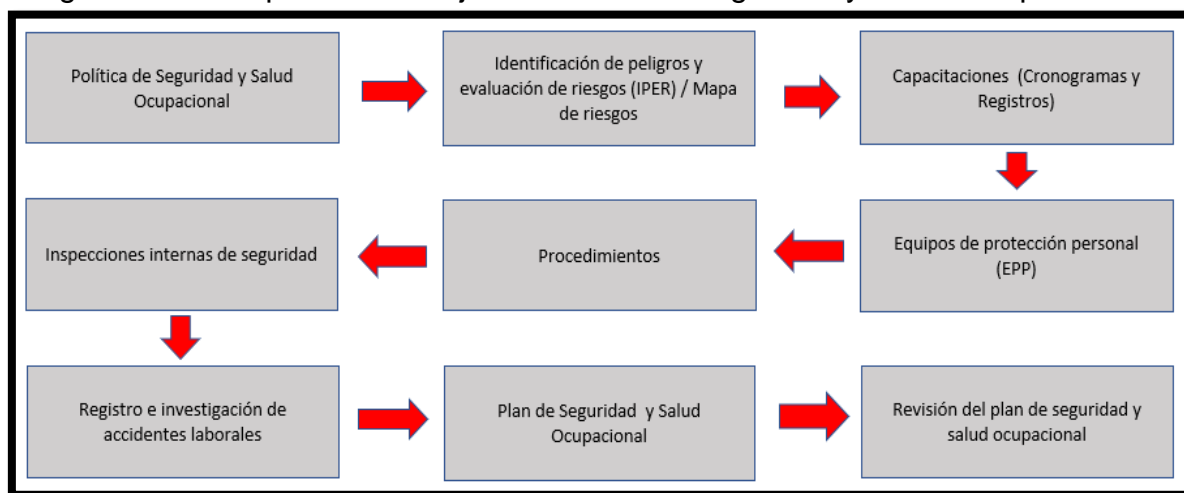 Política de Seguridad y Salud
Ocupacional
Identificación de peligros y
evaluación de riesgos (IPER) / Mapa
de riesgos
Capacitaciones (Cronogramas y
Registros)
Equipos de protección personal
(EPP)
Procedimientos
Inspecciones internas de seguridad
Registro e investigación de
accidentes laborales
Plan de Seguridad y Salud
Ocupacional
Revisión del plan de seguridad y
salud ocupacional